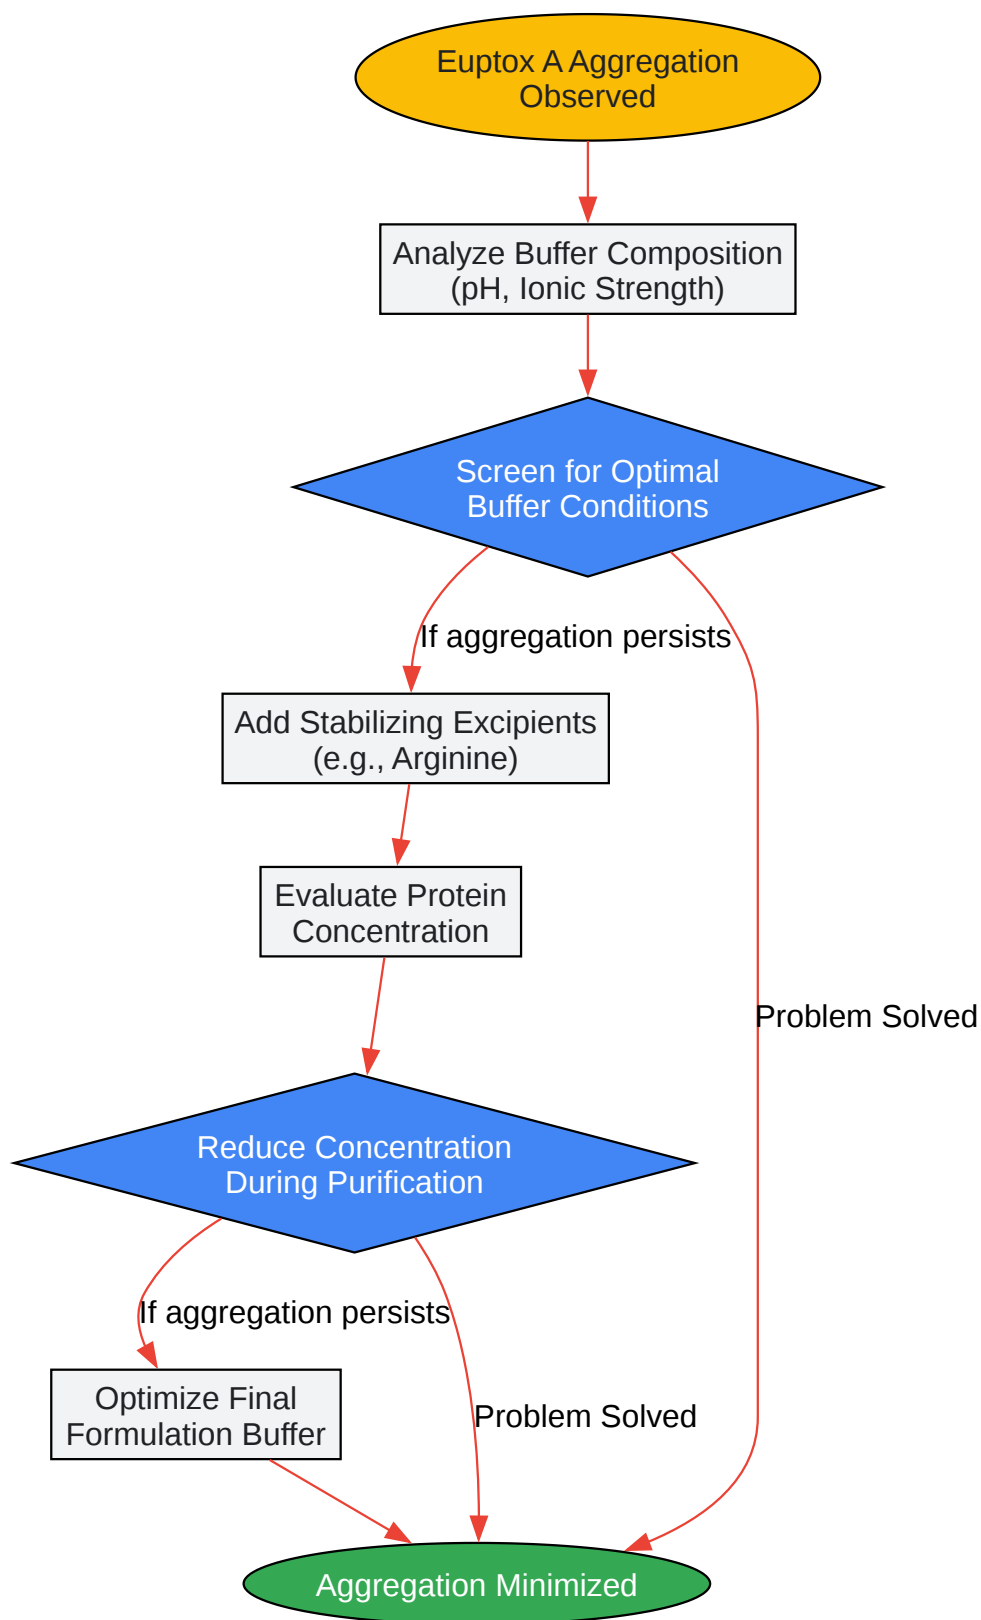 Euptox A Aggregation
Observed
Analyze Buffer Composition
(pH, Ionic Strength)
Screen for Optimal
Buffer Conditions
If aggregation persists
Add Stabilizing Excipients
(e.g., Arginine)
Evaluate Protein
Concentration
Problem Solved
Reduce Concentration
During Purification
If aggregation persists
Optimize Final
Formulation Buffer
Problem Solved
Aggregation Minimized